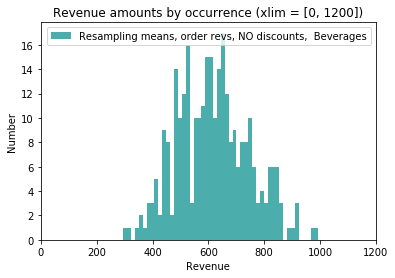 Revenue amounts by occurrence (xlim = [0, 1200])
Resampling means, order revs, NO discounts,  Beverages
Number
16
14
12
10
8
6
4
2
0
0 200 400 600 800 1000 1200
Revenue